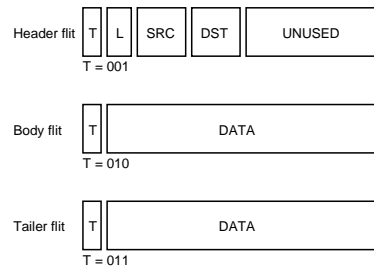 Header flit T L SRC DST UNUSED
T = 001
Body flit T DATA
T = 010
Tailer flit T DATA
T = 011